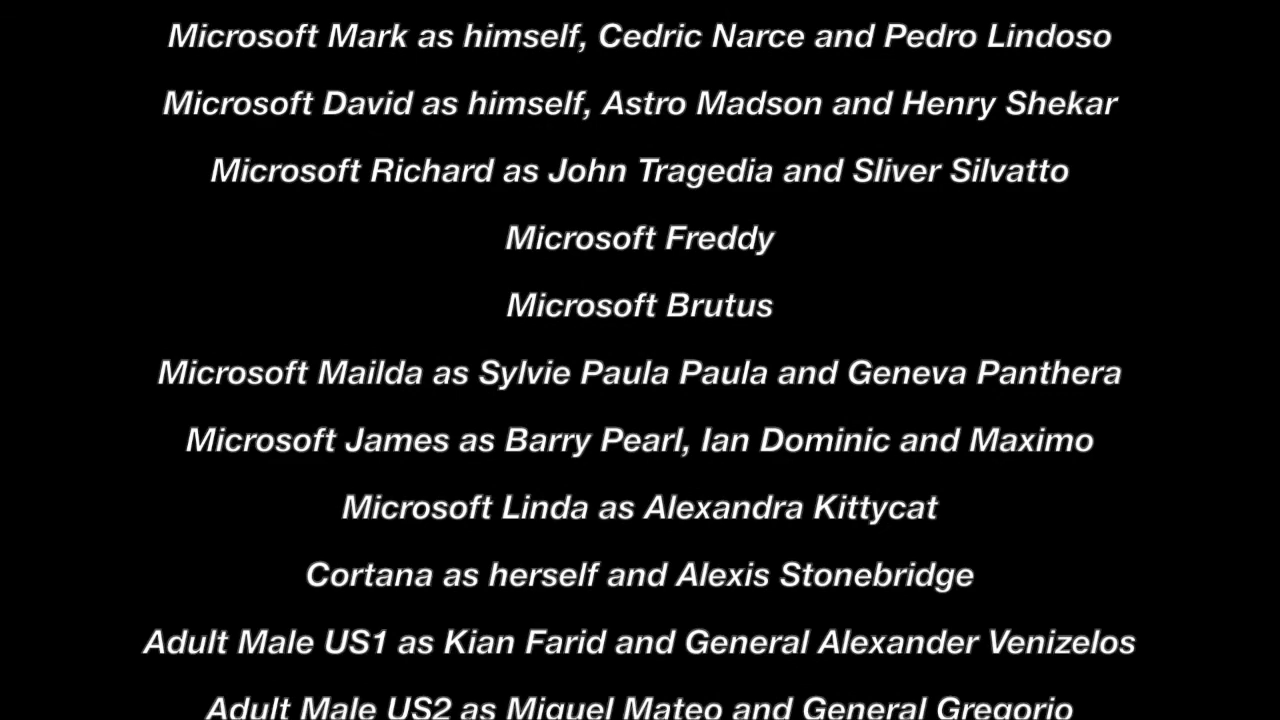 Microsoft Mark as himself, Cedric Narce and Pedro Lindoso
Microsoft David as himself, Astro Madson and Henry Shekar
Microsoft Richard as John Tragedia and Sliver Silvatto
Microsoft Freddy
Microsoft Brutus
Microsoft Mailda as Sylvie Paula Paula and Geneva Panthera
Microsoft James as Barry Pearl, Ian Dominic and Maximo
Microsoft Linda as Alexandra Kittycat
Cortana as herself and Alexis Stonebridge
Adult Male US1 as Kian Farid and General Alexander Venizelos
Adult Male US2 as Miguel Mateo and General Gregorio